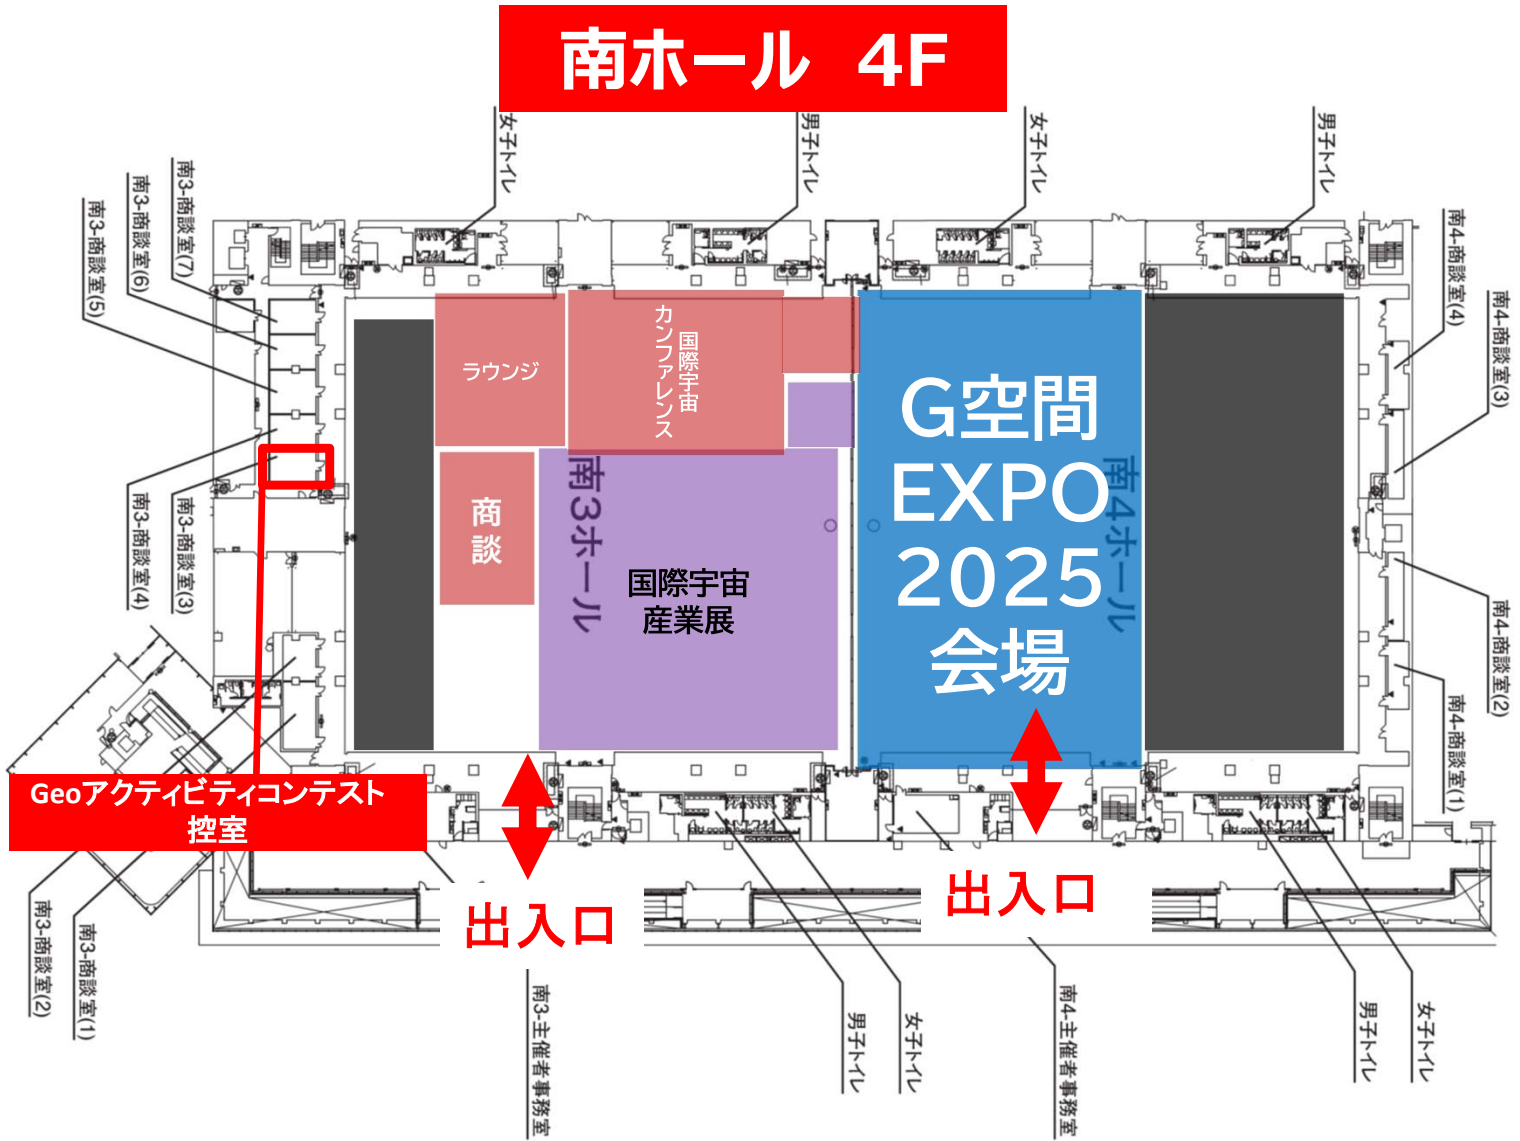 南ホール 4F
女子トイレ
男子トイレ
女子トイレ
男子トイレ
南3-商談室(7)
南3-商談室(6)
南3-商談室(5)
南4-商談室(4)
南4-商談室(3)
ラウンジ
国際宇宙
カンファレンス
G空間
EXPO
2025
会場
南3ホール
南4ホール
商
談
国際宇宙
産業展
南3-商談室(4)
南3-商談室(3)
南4-商談室(2)
南4-商談室(1)
Geoアクティビティコンテスト
控室
出入口
出入口
南3-商談室(2)
南3-商談室(1)
南3-主催者事務室
男子トイレ
女子トイレ
南4-主催者事務室
男子トイレ
女子トイレ